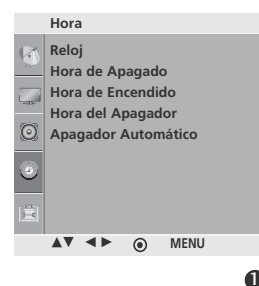 Hora
Reloj
Hora de Apagado
Hora de Encendido
Hora del Apagador
Apagador Automático
▲▼ ◄► MENU
1